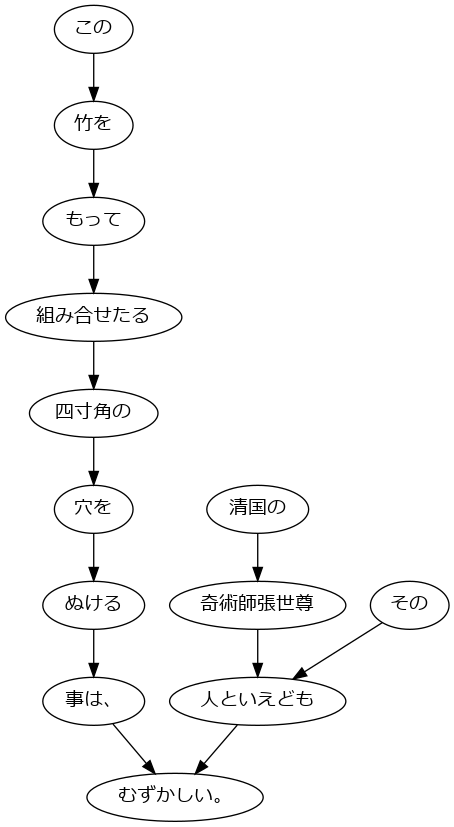 この
竹を
もって
組み合せたる
四寸角の
穴を
清国の
ぬける
奇術師張世尊
その
事は、
人といえども
むずかしい。